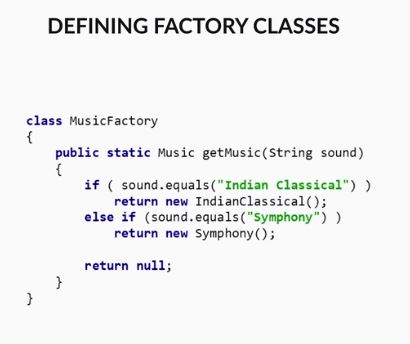 DEFINING FACTORY CLASSES
class MusicFactory
{
    public static Music getMusic(String sound)
    {
        if ( sound.equals("Indian Classical") )
            return new IndianClassical();
        else if (sound.equals("Symphony") )
            return new Symphony();

        return null;
    }
}